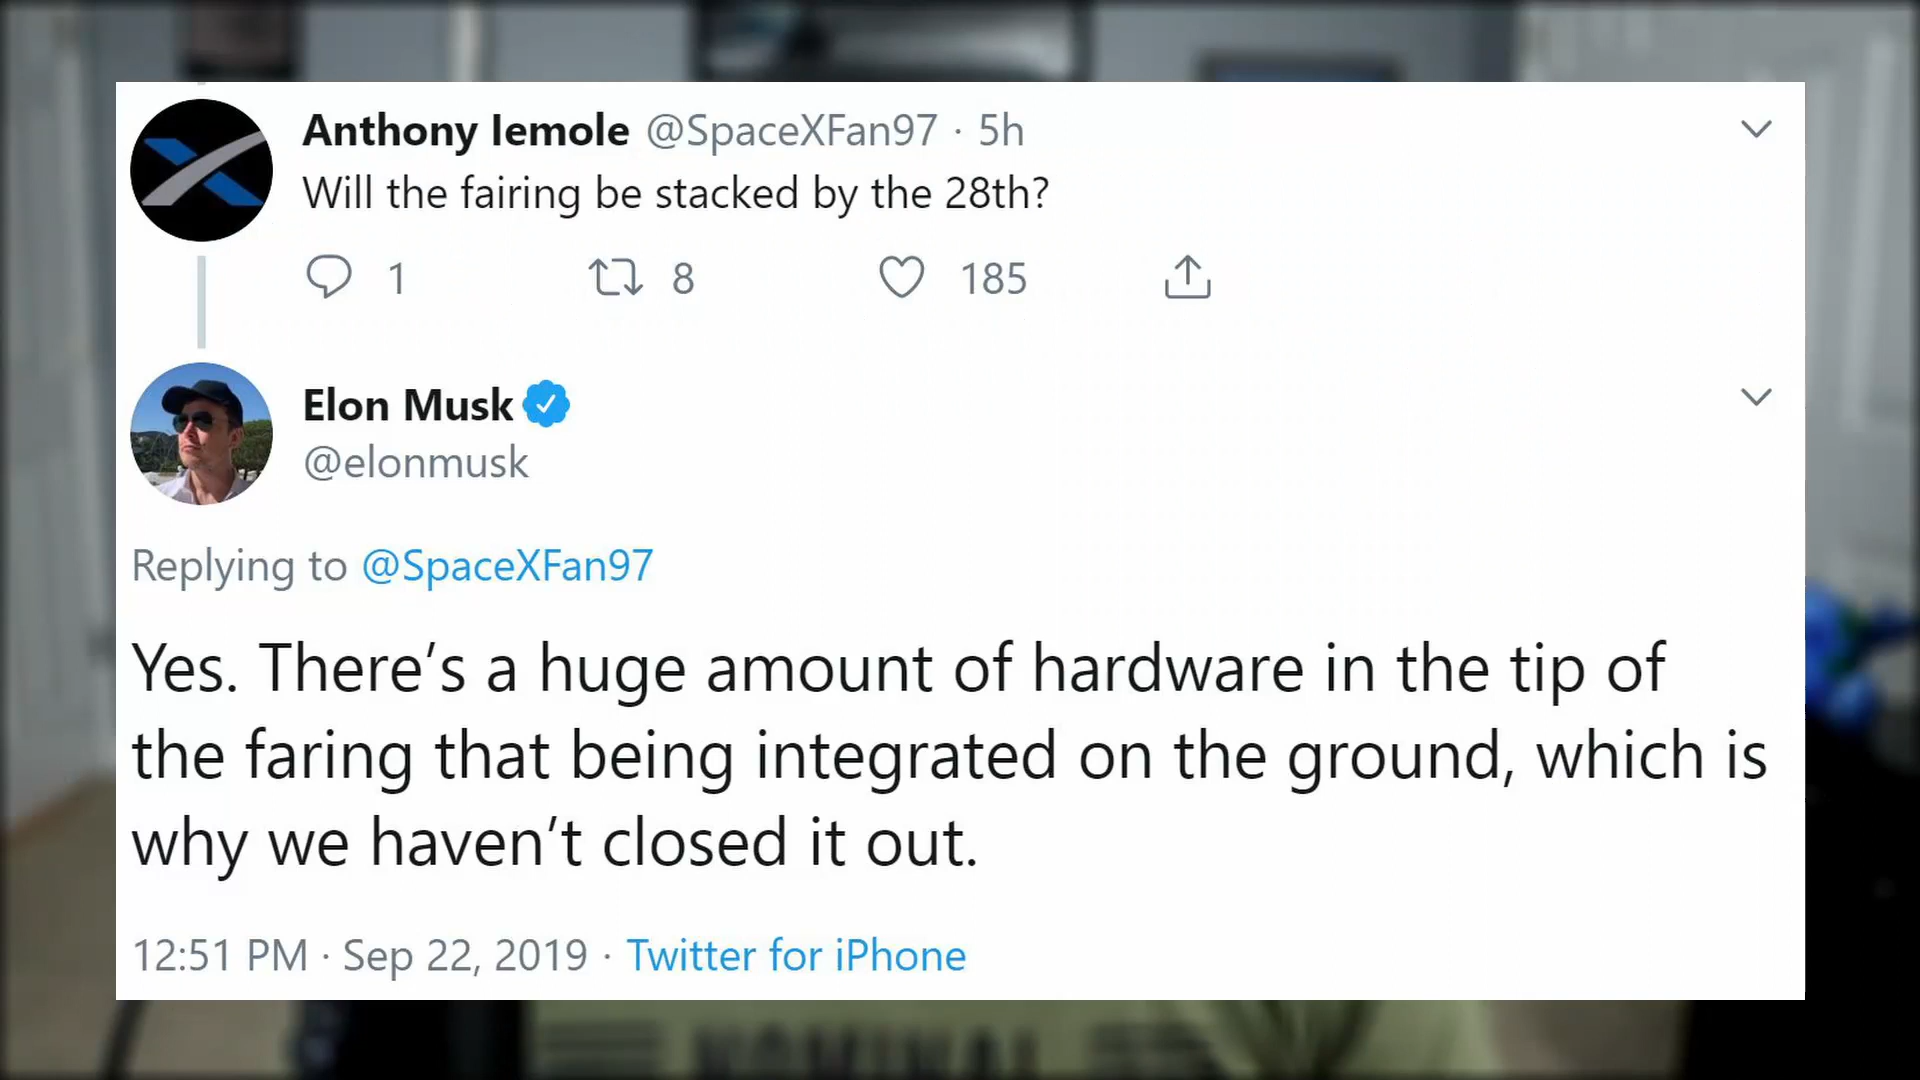 Anthony Iemole @SpaceXFan97 · 5h
Will the fairing be stacked by the 28th?
1 8 185
Elon Musk
@elonmusk
Replying to @SpaceXFan97
Yes. There’s a huge amount of hardware in the tip of
the faring that being integrated on the ground, which is
why we haven’t closed it out.
12:51 PM · Sep 22, 2019 · Twitter for iPhone
NOMINAL